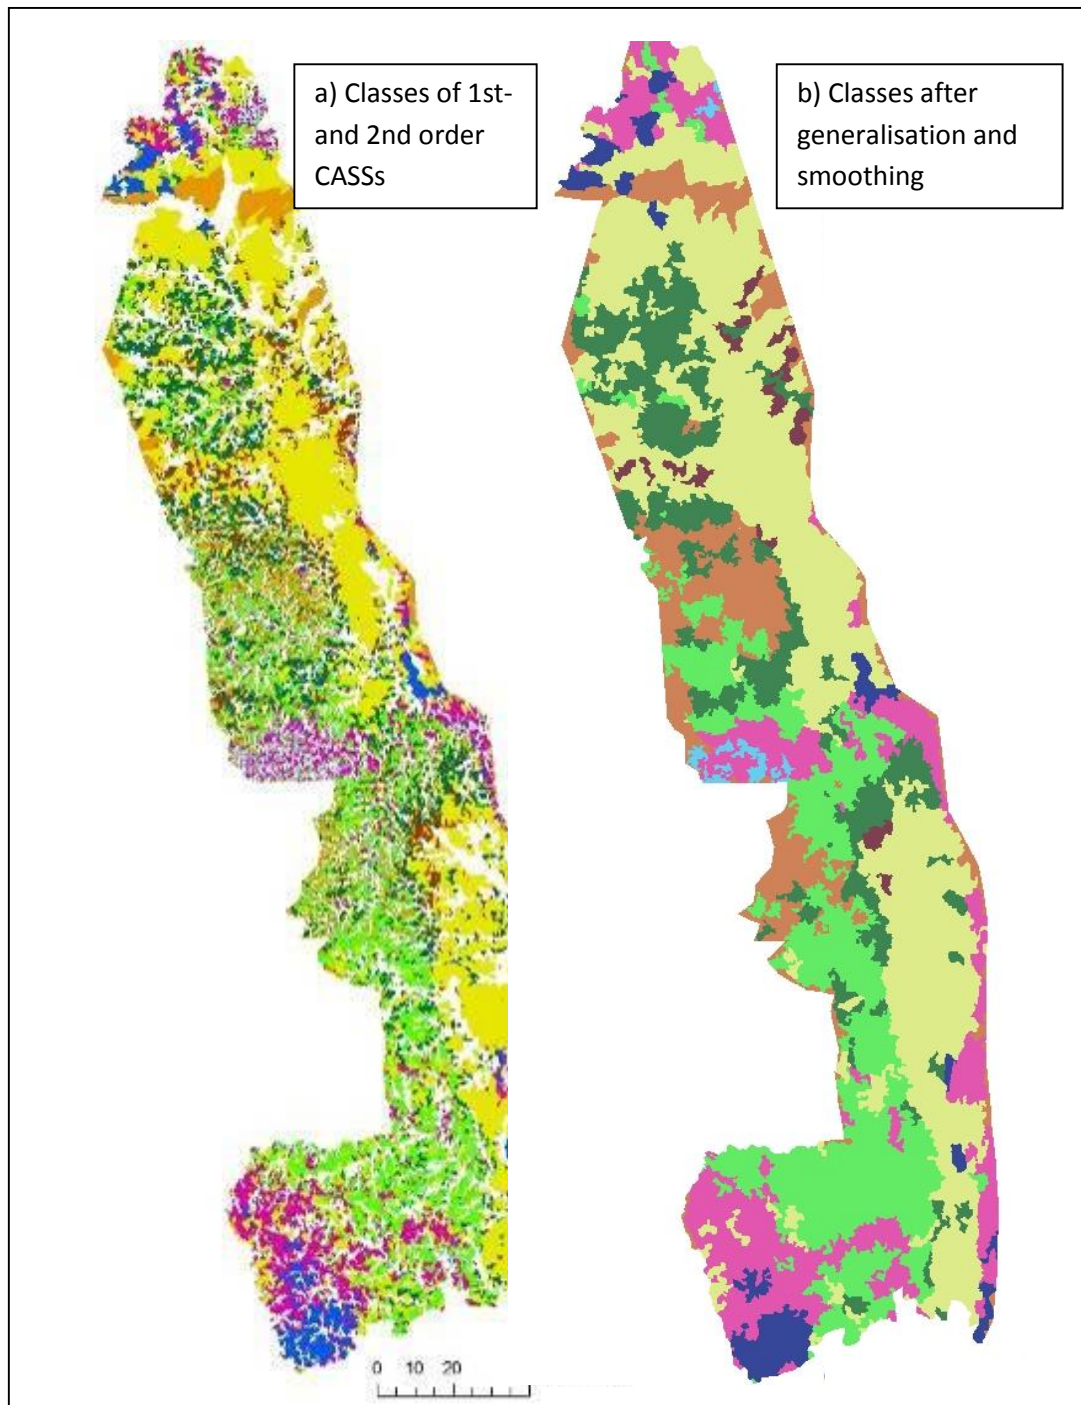 a) Classes of 1st-
and 2nd order
CASSs
b) Classes after
generalisation and
smoothing
0 10 20